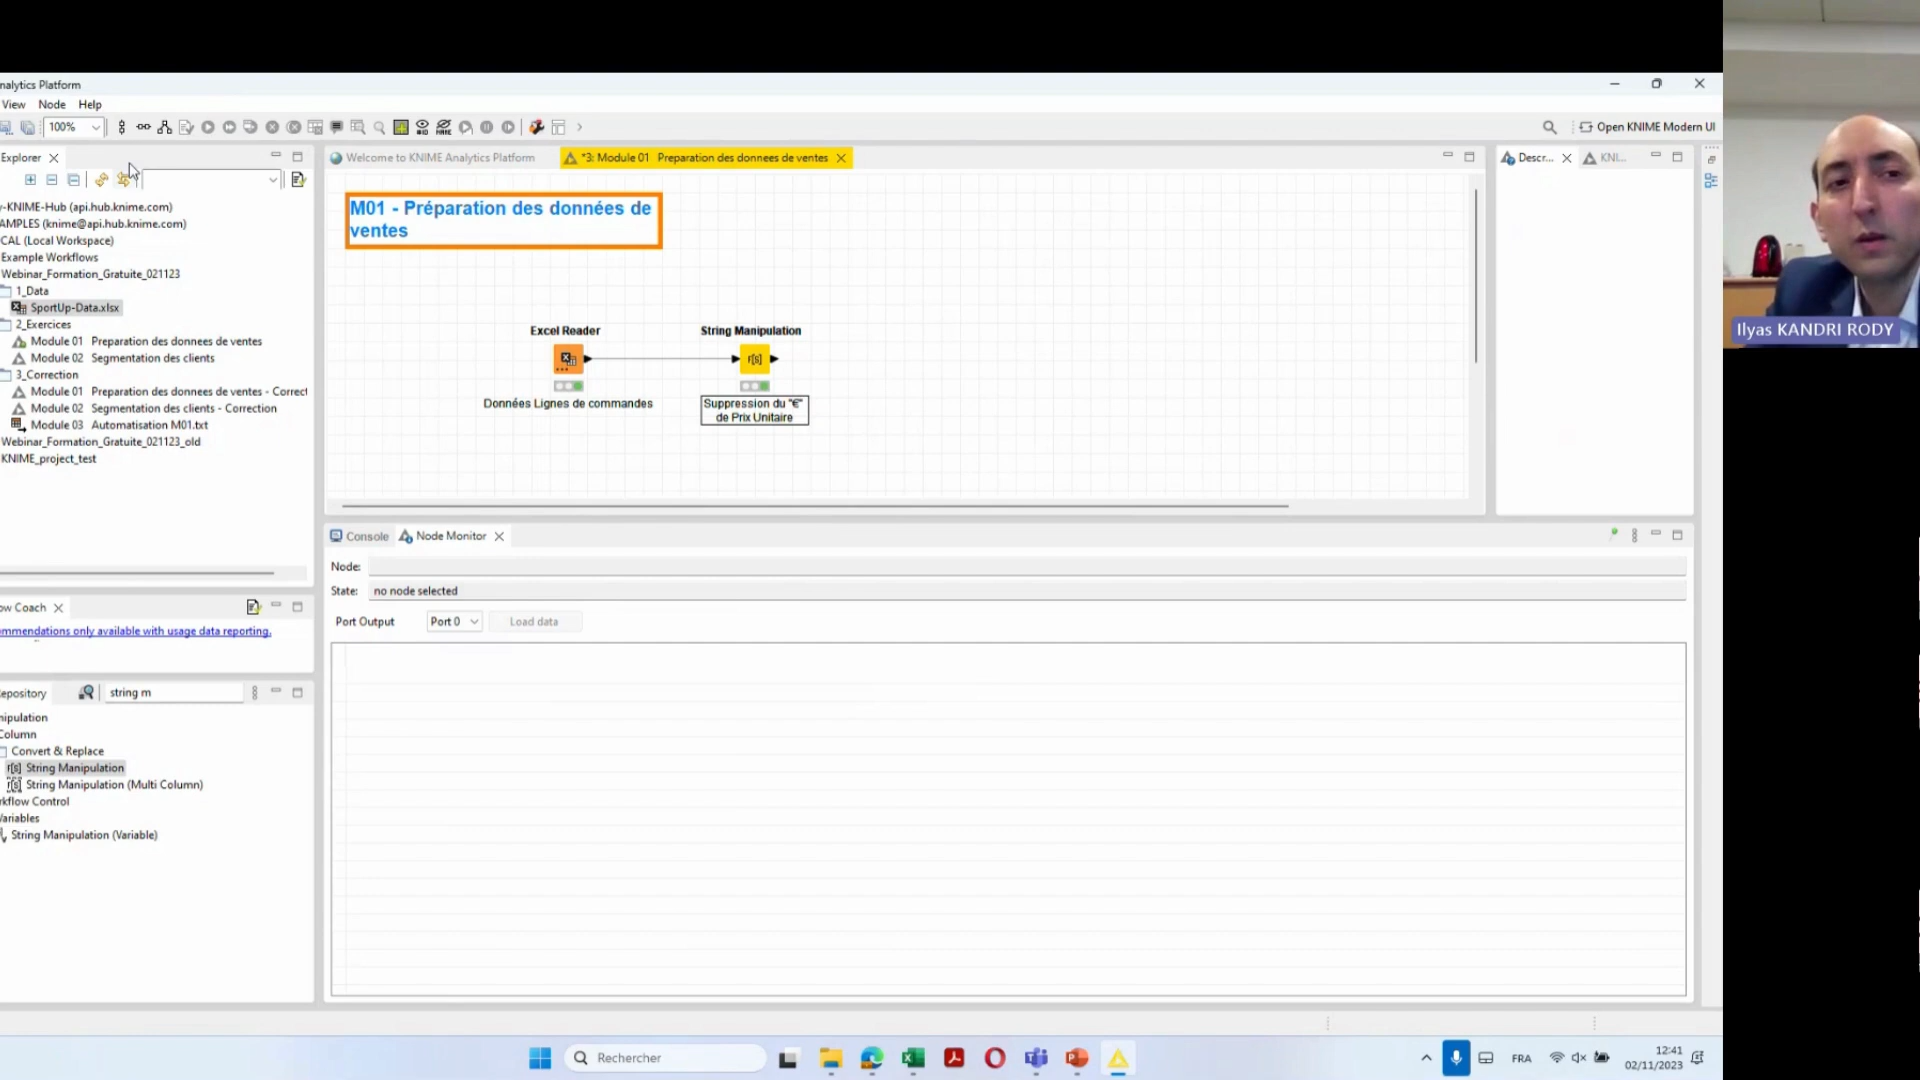 nalytics Platform
View Node Help
100%
Open KNIME Modern UI
Explorer
Welcome to KNIME Analytics Platform
*3: Module 01 Preparation des donnees de ventes
Descr...
KNI...
y-KNIME-Hub (api.hub.knime.com)
AMPLES (knime@api.hub.knime.com)
CAL (Local Workspace)
Example Workflows
Webinar_Formation_Gratuite_021123
1_Data
SportUp-Data.xlsx
2_Exercices
Module 01 Preparation des donnees de ventes
Module 02 Segmentation des clients
3_Correction
Module 01 Preparation des donnees de ventes - Correct
Module 02 Segmentation des clients - Correction
Module 03 Automatisation M01.txt
Webinar_Formation_Gratuite_021123_old
KNIME_project_test
M01 - Préparation des données de
ventes
Excel Reader
String Manipulation
r[s]
Données Lignes de commandes
Suppression du "€"
de Prix Unitaire
Ilyas KANDRI RODY
Console
Node Monitor
Node:
State: no node selected
Port Output
Port 0
Load data
ow Coach
ommendations only available with usage data reporting.
epository
string m
nipulation
Column
Convert & Replace
r[s] String Manipulation
r[s] String Manipulation (Multi Column)
rkflow Control
Variables
String Manipulation (Variable)
Rechercher
FRA
12:41
02/11/2023